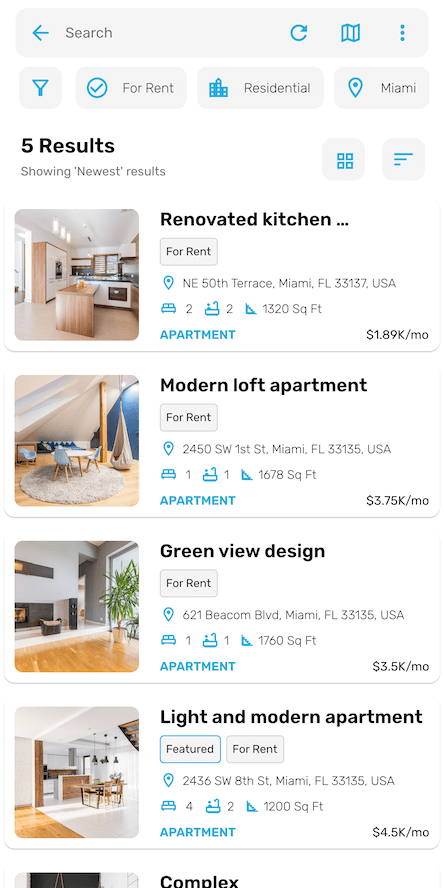 Search
For Rent
Residential
Miami
5 Results
Showing 'Newest' results
Renovated kitchen ...
For Rent
NE 50th Terrace, Miami, FL 33137, USA
2 2 1320 Sq Ft
APARTMENT $1.89K/mo
Modern loft apartment
For Rent
2450 SW 1st St, Miami, FL 33135, USA
1 1 1678 Sq Ft
APARTMENT $3.75K/mo
Green view design
For Rent
621 Beacom Blvd, Miami, FL 33135, USA
1 1 1760 Sq Ft
APARTMENT $3.5K/mo
Light and modern apartment
Featured For Rent
2436 SW 8th St, Miami, FL 33135, USA
4 2 1200 Sq Ft
APARTMENT $4.5K/mo
Complex